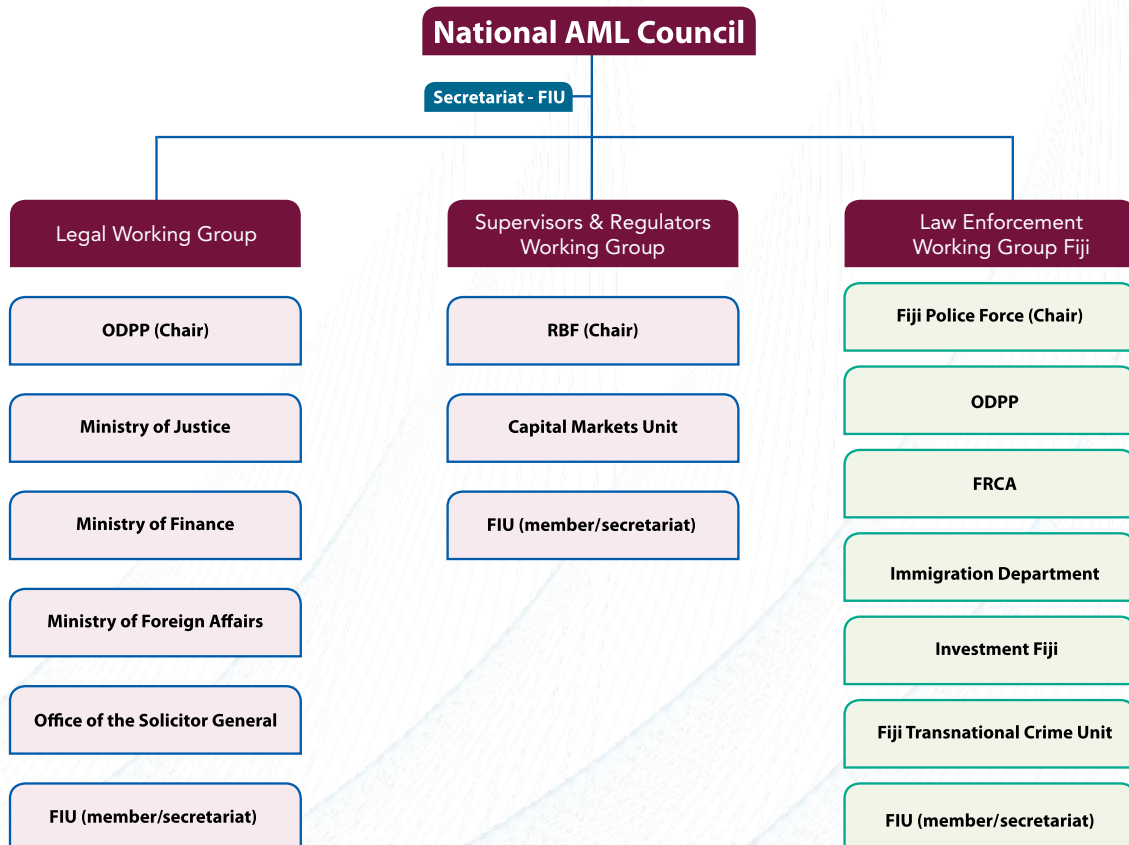 National AML Council
Secretariat - FIU
Legal Working Group
ODPP (Chair)
Ministry of Justice
Ministry of Finance
Ministry of Foreign Affairs
Office of the Solicitor General
FIU (member/secretariat)
Supervisors & Regulators
Working Group
RBF (Chair)
Capital Markets Unit
FIU (member/secretariat)
Law Enforcement
Working Group Fiji
Fiji Police Force (Chair)
ODPP
FRCA
Immigration Department
Investment Fiji
Fiji Transnational Crime Unit
FIU (member/secretariat)